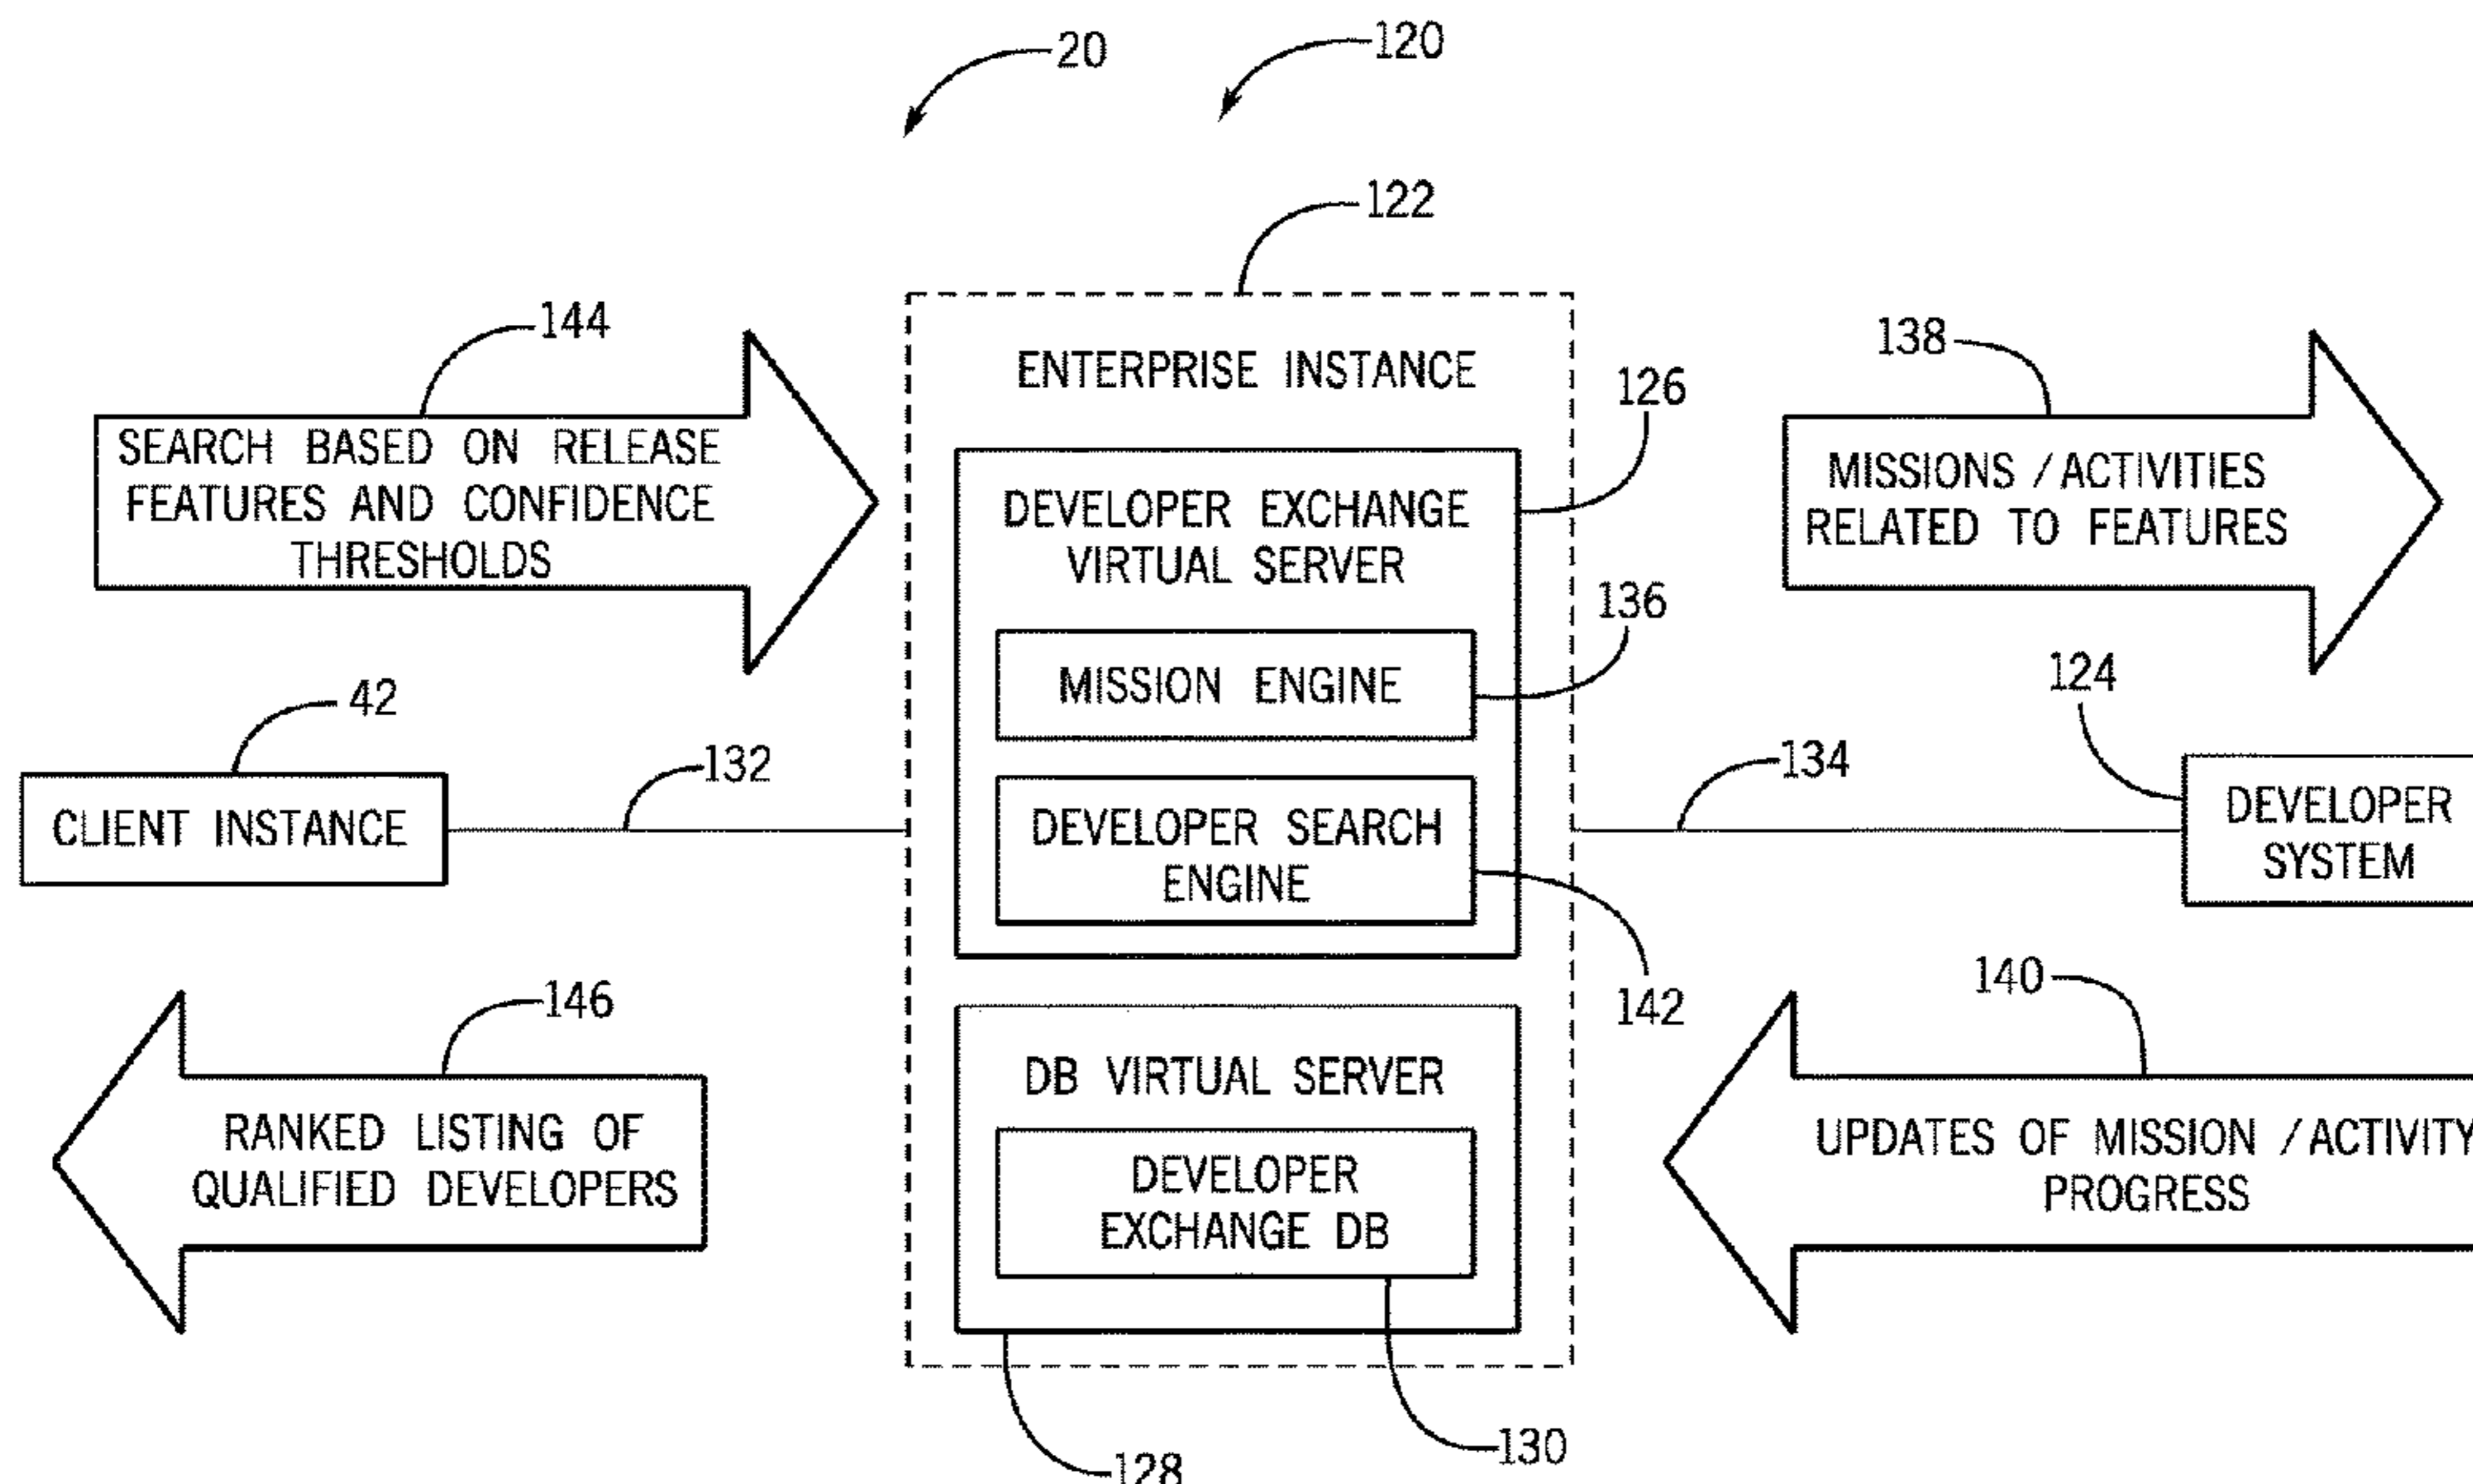 20
120
122
144
SEARCH BASED ON RELEASE
FEATURES AND CONFIDENCE
THRESHOLDS
ENTERPRISE INSTANCE
126
138
MISSIONS / ACTIVITIES
RELATED TO FEATURES
DEVELOPER EXCHANGE
VIRTUAL SERVER
136
MISSION ENGINE
42
CLIENT INSTANCE
132
DEVELOPER SEARCH
ENGINE
142
134
124
DEVELOPER
SYSTEM
146
RANKED LISTING OF
QUALIFIED DEVELOPERS
DB VIRTUAL SERVER
DEVELOPER
EXCHANGE DB
140
UPDATES OF MISSION / ACTIVITY
PROGRESS
128
130